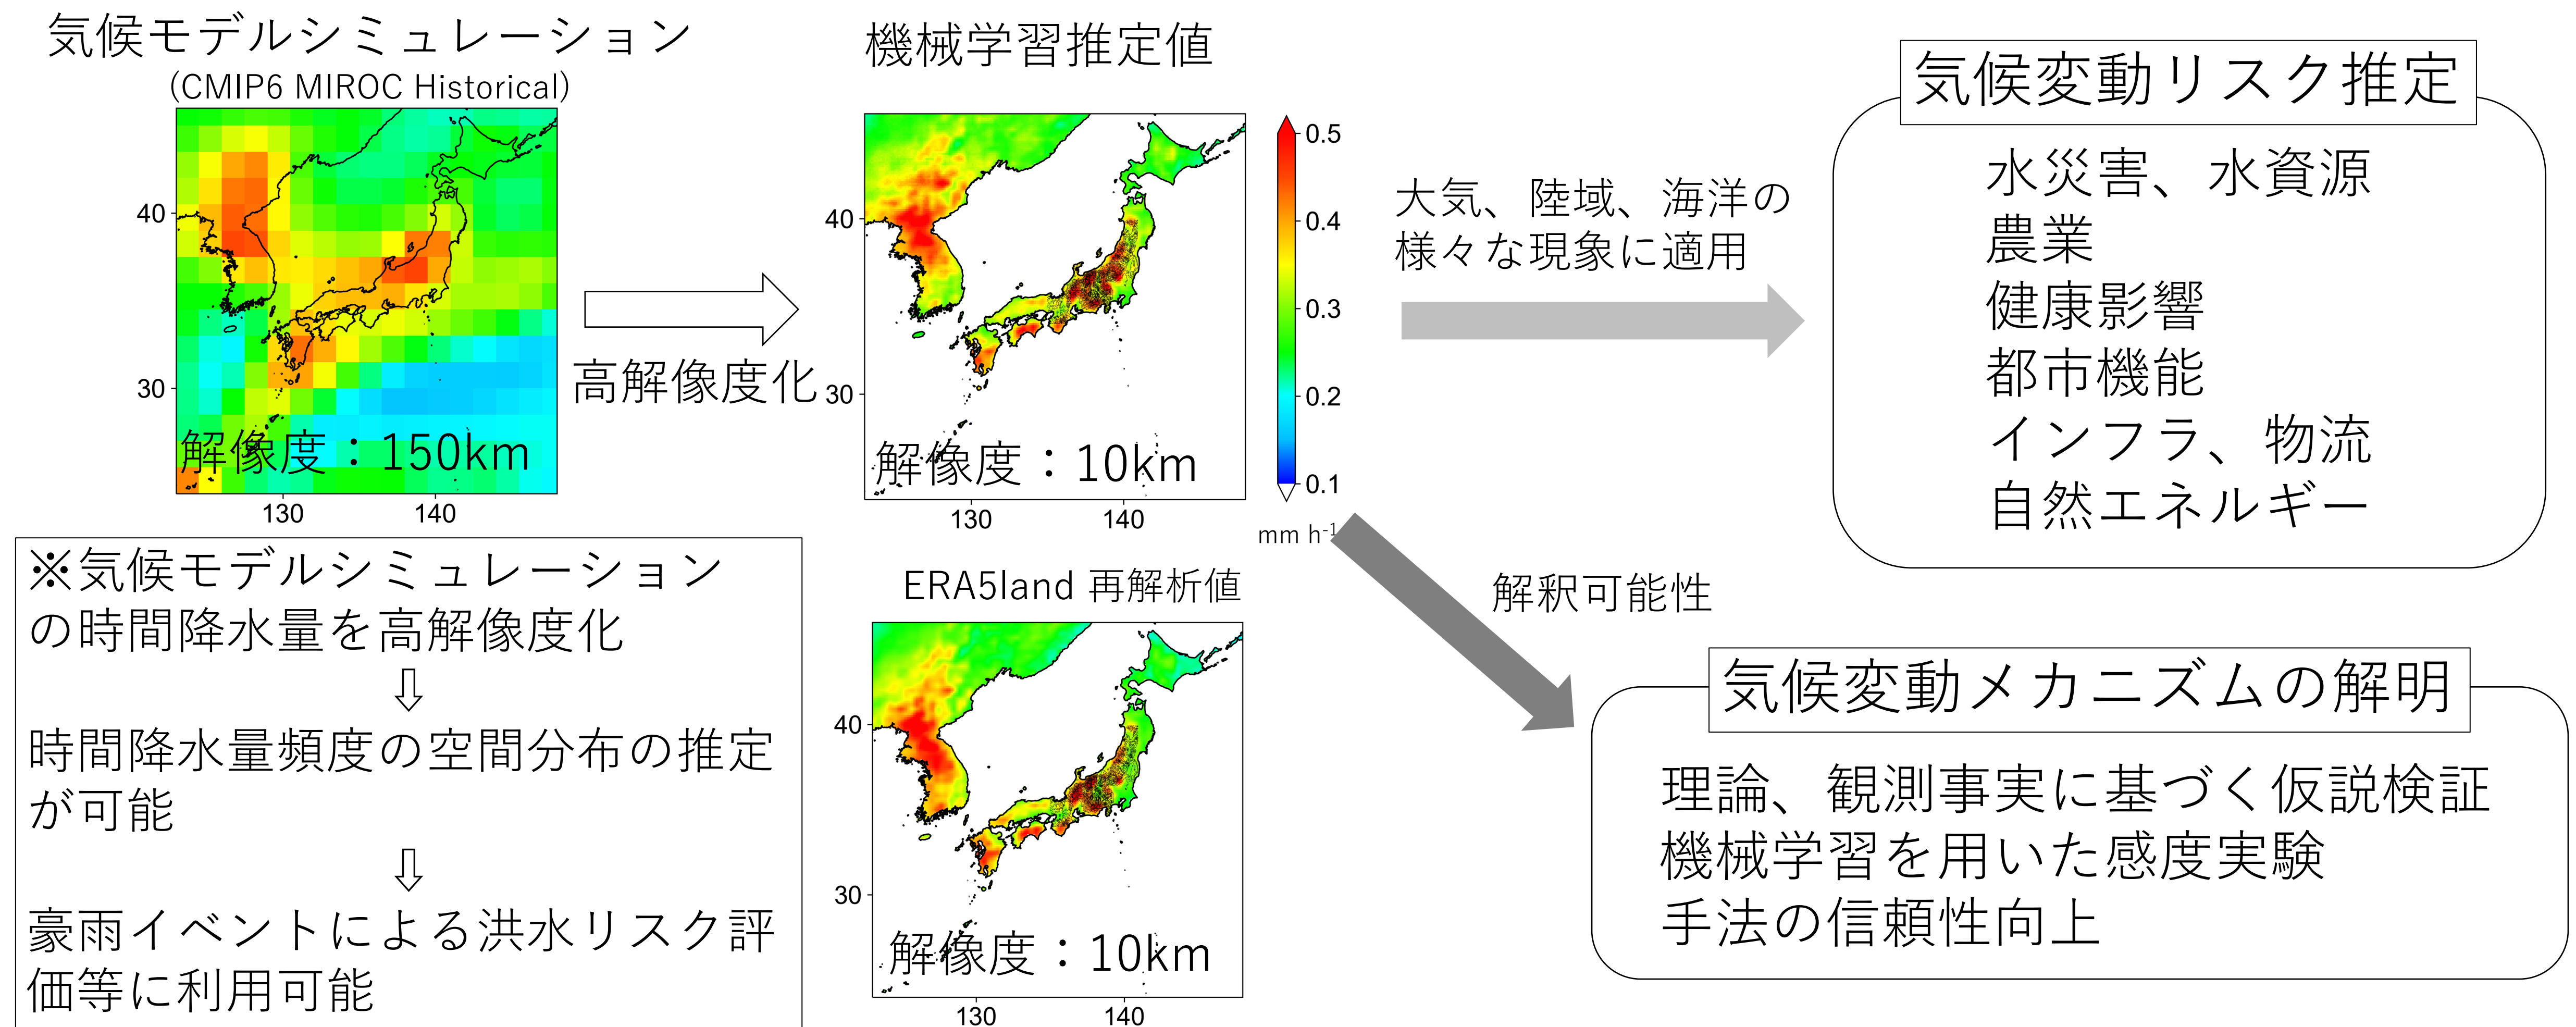 気候モデルシミュレーション
(CMIP6 MIROC Historical)
40
30
解像度：150km
130
140
高解像度化
機械学習推定値
40
30
解像度：10km
130
140
0.5
0.4
0.3
0.2
0.1
mm h-1
大気、陸域、海洋の
様々な現象に適用
気候変動リスク推定
水災害、水資源
農業
健康影響
都市機能
インフラ、物流
自然エネルギー
※気候モデルシミュレーション
の時間降水量を高解像度化
⇩
時間降水量頻度の空間分布の推定
が可能
⇩
豪雨イベントによる洪水リスク評
価等に利用可能
ERA5land 再解析値
40
30
解像度：10km
130
140
解釈可能性
気候変動メカニズムの解明
理論、観測事実に基づく仮説検証
機械学習を用いた感度実験
手法の信頼性向上